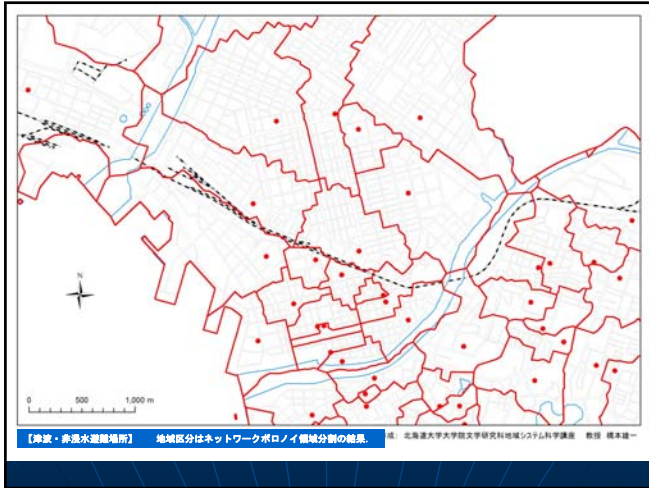 N
0 500 1,000 m
【津波・非浸水避難場所】 地域区分はネットワークボロノイ領域分割の結果.
成: 北海道大学大学院文学研究科地域システム科学講座 教授 橋本雄一